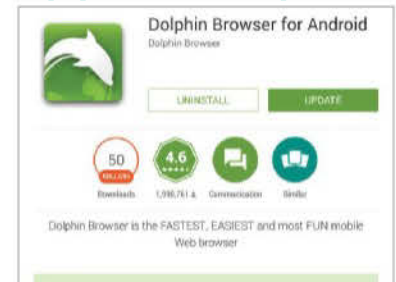 Dolphin Browser for Android
Dolphin Browser
UNINSTALL
UPDATE
50
MILLION
4.6
Downloads
Communication
Similar
Dolphin Browser is the FASTEST, EASIEST and most FUN mobile
Web browser